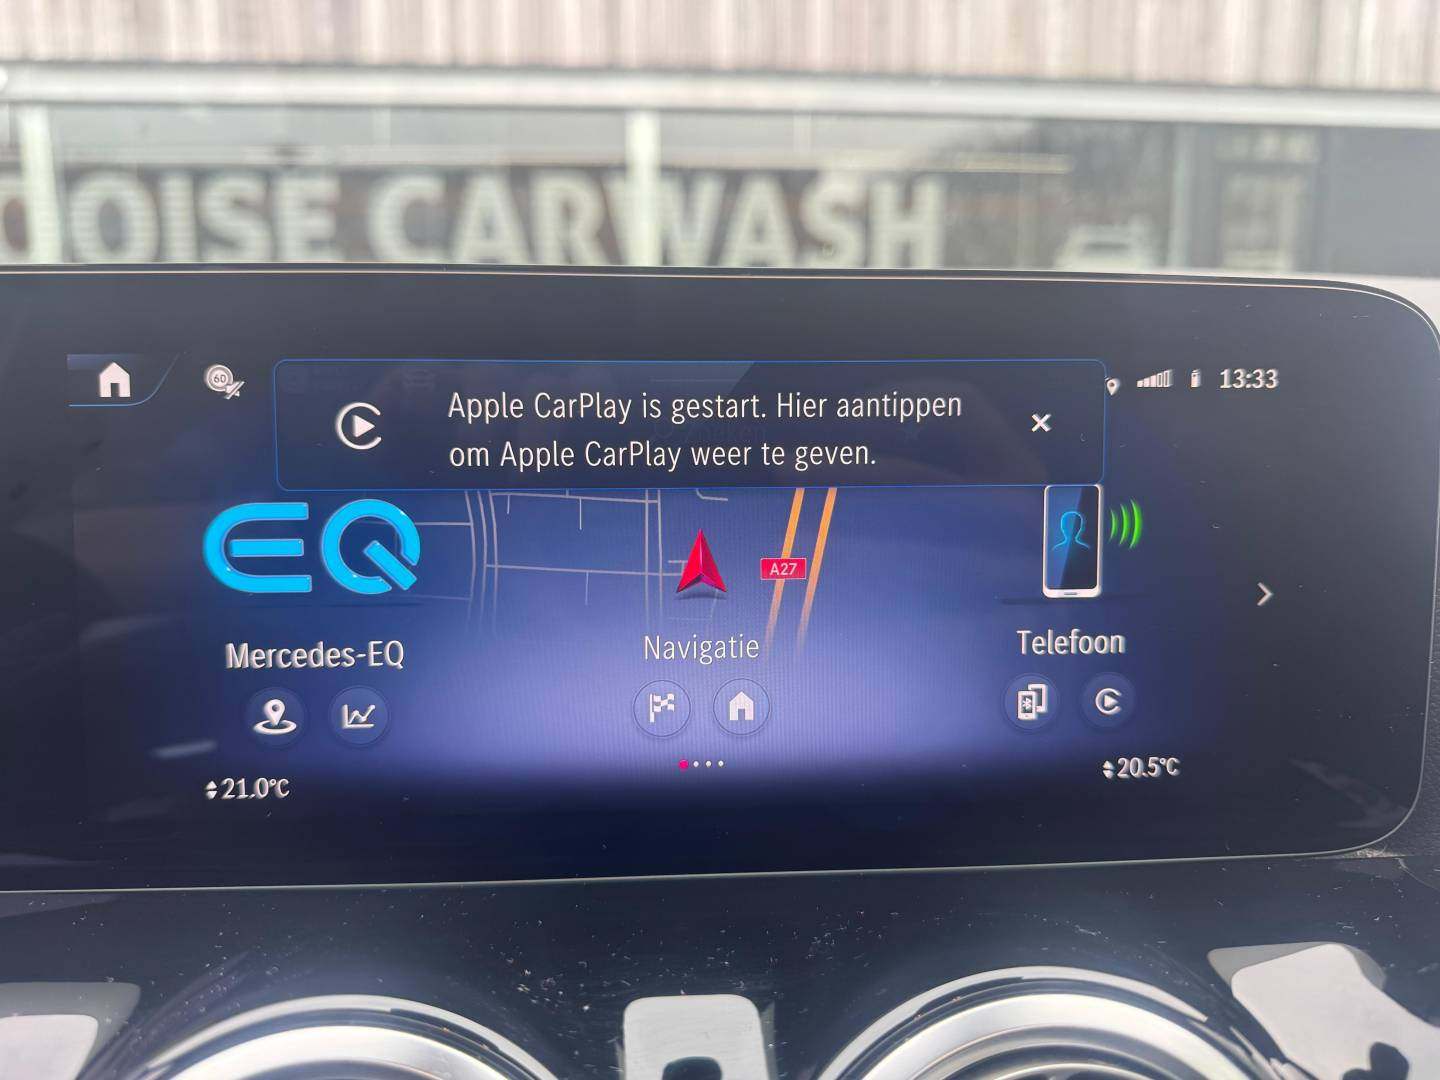 OISE CARWASH
60
Apple CarPlay is gestart. Hier aantippen
om Apple CarPlay weer te geven.
13:33
EQ
A27
Mercedes-EQ
Navigatie
Telefoon
21.0°C
20.5°C